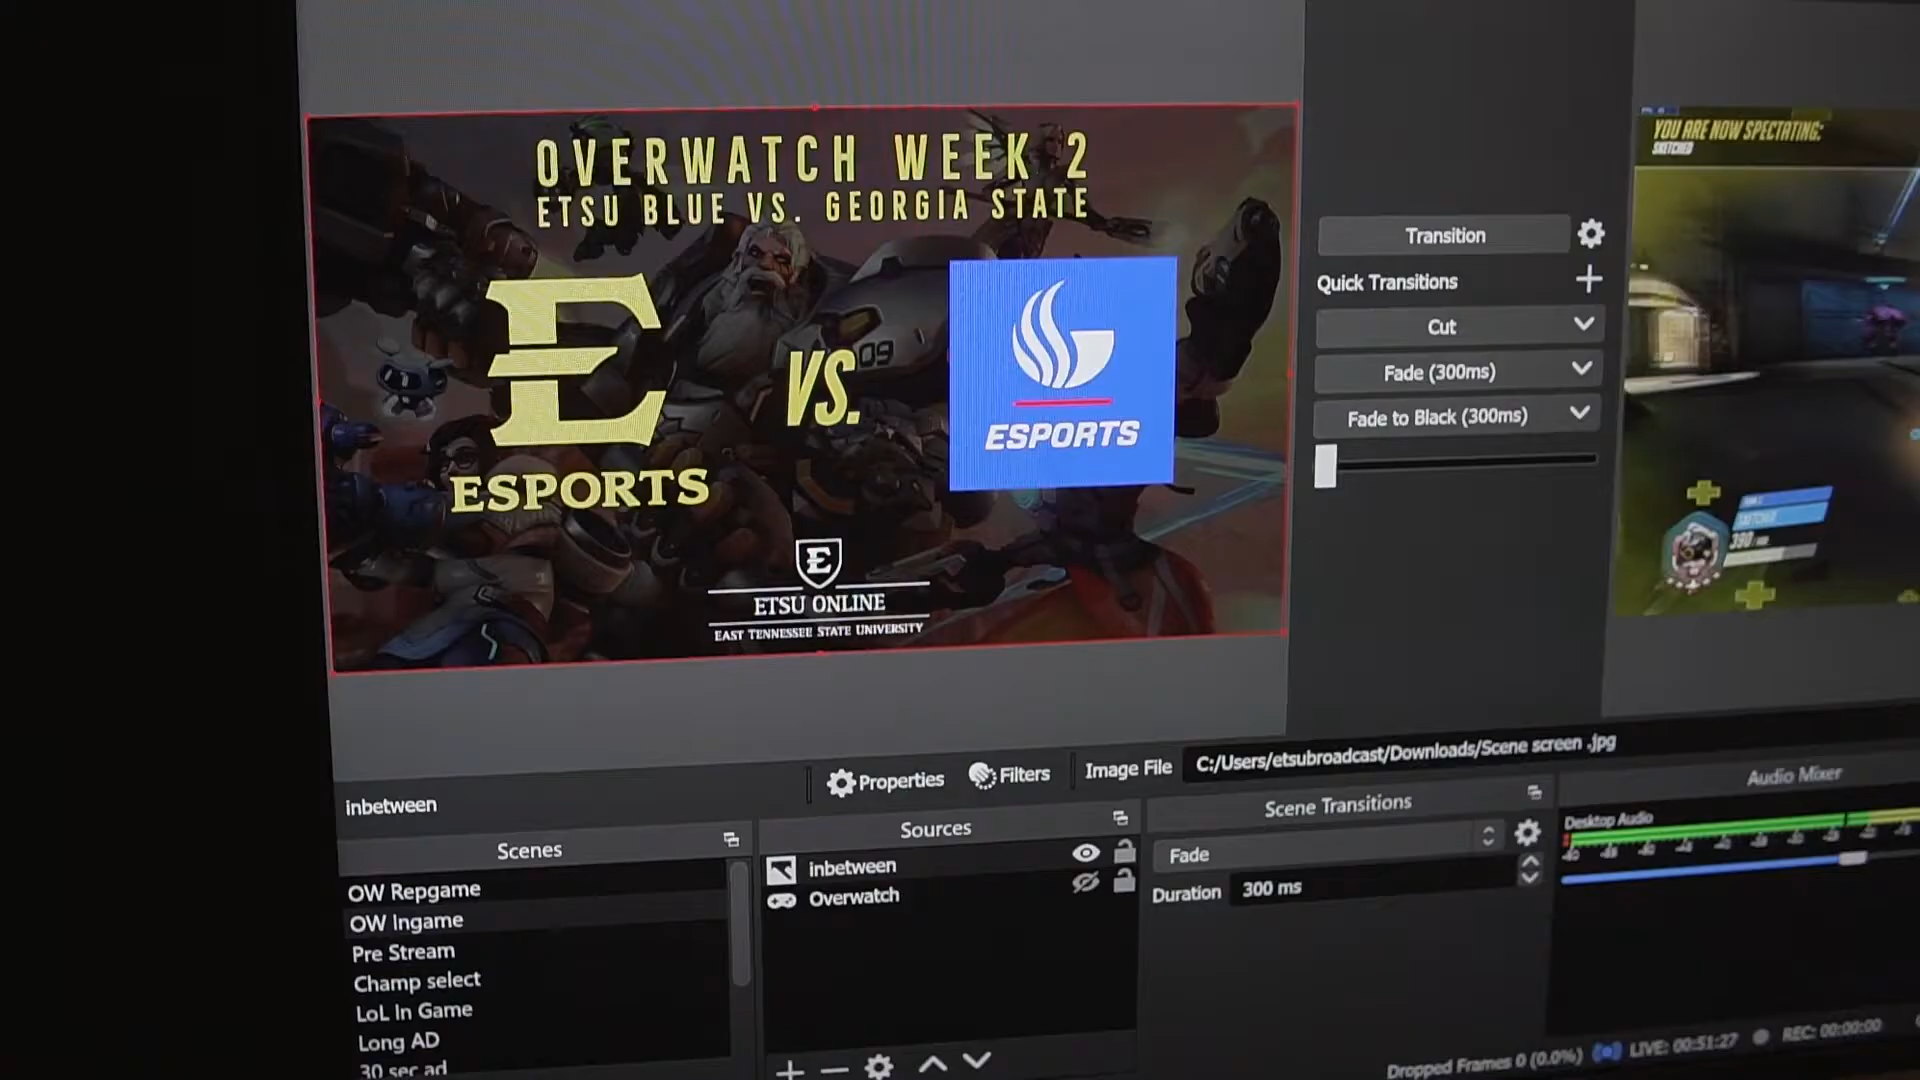 OVERWATCH WEEK 2
ETSU BLUE VS. GEORGIA STATE
ESPORTS
VS.
09
ESPORTS
E
ETSU ONLINE
EAST TENNESSEE STATE UNIVERSITY
Transition
Quick Transitions
Cut
Fade (300ms)
Fade to Black (300ms)
YOU ARE NOW SPECTATING:
SKETCHED
390
inbetween
Properties
Filters
Image File
C:/Users/etsubroadcast/Downloads/Scene screen .jpg
Scenes
OW Repgame
OW Ingame
Pre Stream
Champ select
LoL In Game
Long AD
30 sec ad
Sources
inbetween
Overwatch
Scene Transitions
Fade
Duration
300 ms
Audio Mixer
Desktop Audio
Dropped Frames 0 (0.0%)
LIVE: 00:51:27
REC: 00:00:00